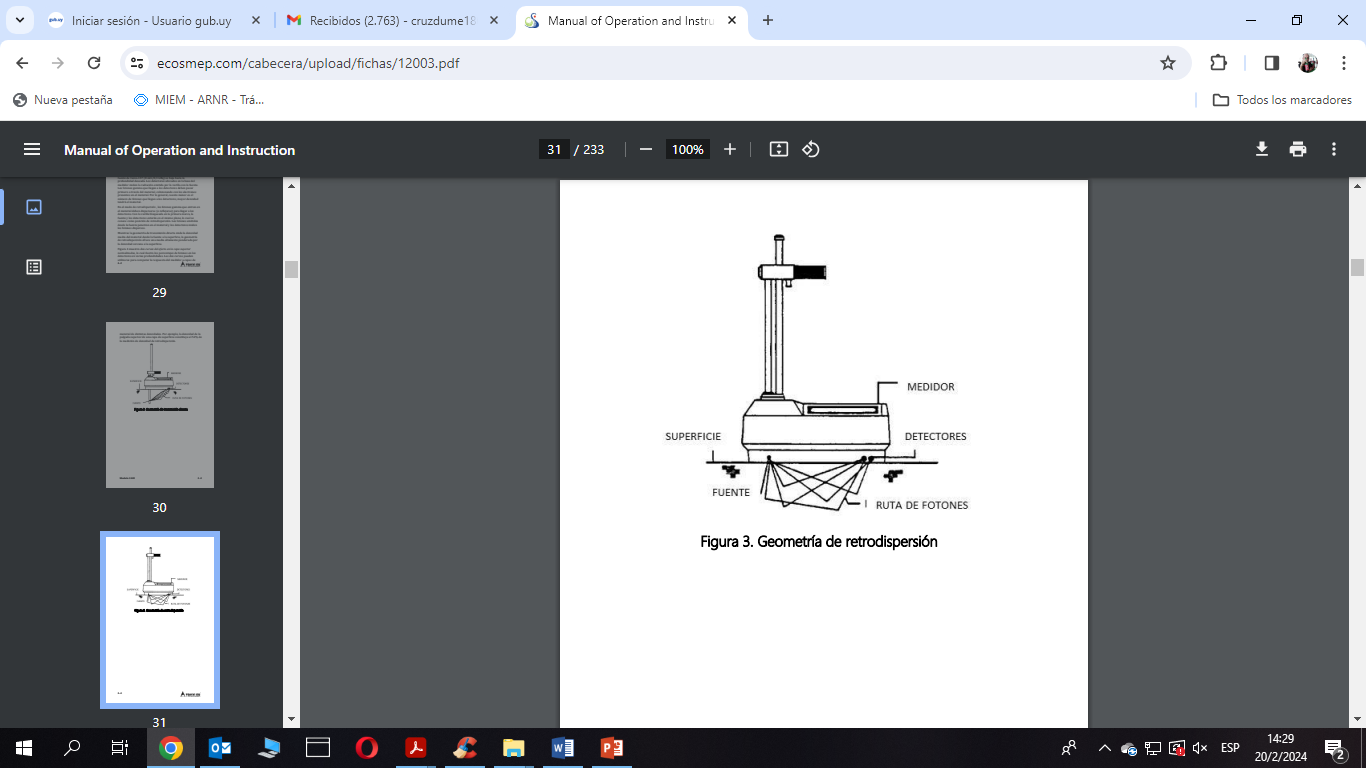 Iniciar sesión - Usuario gub.uy
Recibidos (2.763) - cruzdume18
Manual of Operation and Instru
ecosmep.com/cabecera/upload/fichas/12003.pdf
Nueva pestaña
MIEM - ARNR - Trá...
Todos los marcadores
Manual of Operation and Instruction
31 / 233
100%
29
30
31
MEDIDOR
SUPERFICIE
DETECTORES
FUENTE
RUTA DE FOTONES
Figura 3. Geometría de retrodispersión
ESP
14:29
20/2/2024
2